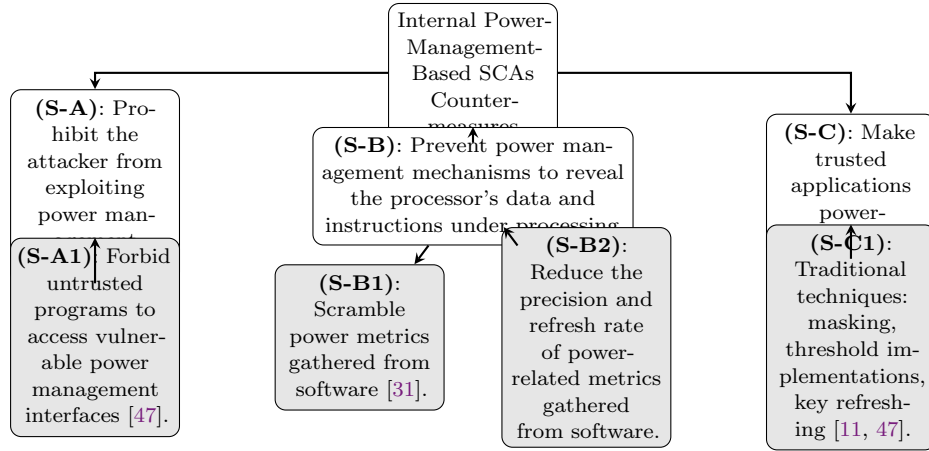 Internal Power-
Management-
Based SCAs
Counter-
measures
(S-A): Pro-
hibit the
attacker from
exploiting
power man-
agement
(S-A1): Forbid
untrusted
programs to
access vulner-
able power
management
interfaces [47].
(S-B): Prevent power man-
agement mechanisms to reveal
the processor's data and
instructions under processing
(S-B1):
Scramble
power metrics
gathered from
software [31].
(S-B2):
Reduce the
precision and
refresh rate
of power-
related metrics
gathered
from software.
(S-C): Make
trusted
applications
power-
(S-C1):
Traditional
techniques:
masking,
threshold im-
plementations,
key refresh-
ing [11, 47].